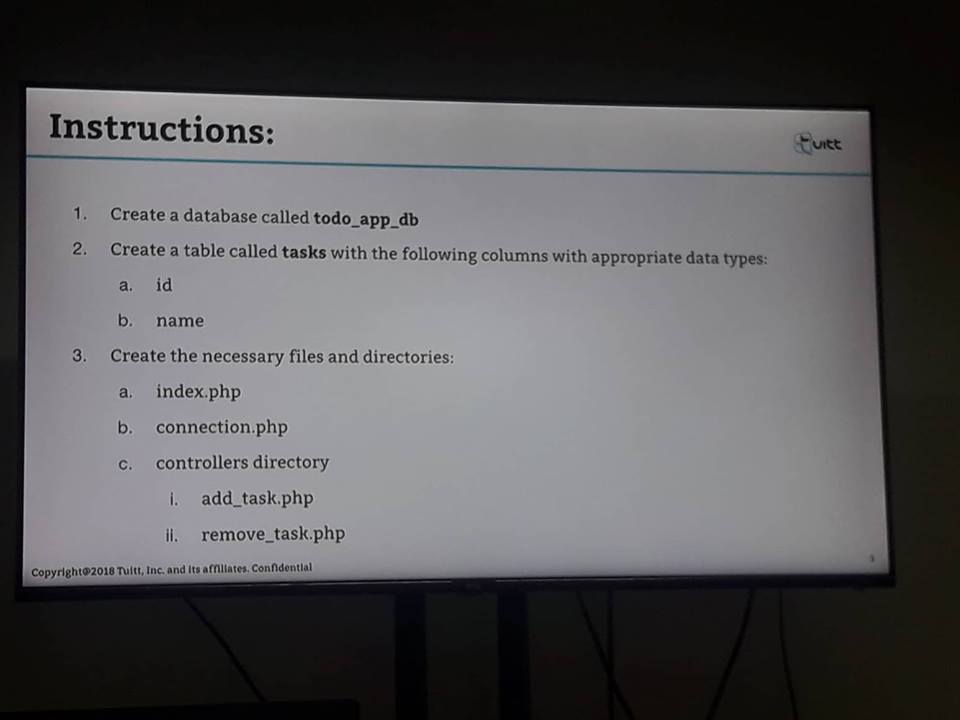 Instructions:
tuitt
1. Create a database called todo_app_db
2. Create a table called tasks with the following columns with appropriate data types:
a. id
b. name
3. Create the necessary files and directories:
a. index.php
b. connection.php
c. controllers directory
i. add_task.php
ii. remove_task.php
Copyright@2018 Tuitt, Inc. and its affiliates. Confidential